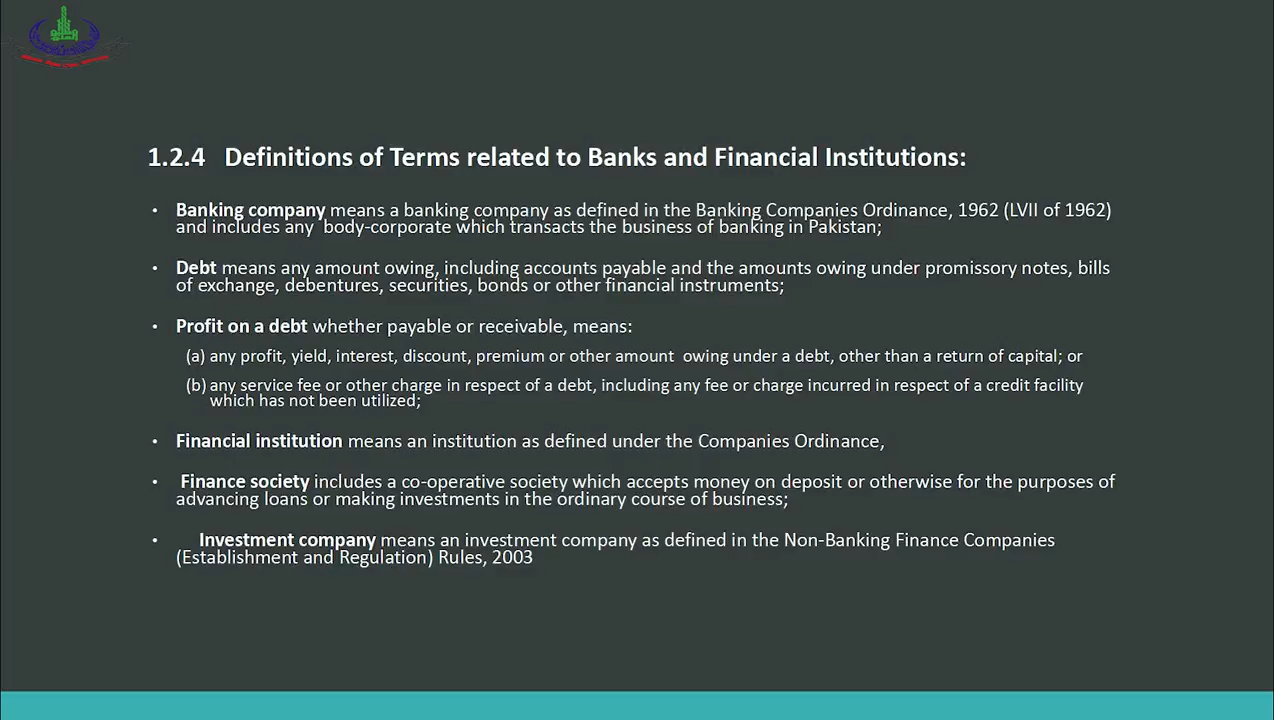 1.2.4 Definitions of Terms related to Banks and Financial Institutions:
• Banking company means a banking company as defined in the Banking Companies Ordinance, 1962 (LVII of 1962)
and includes any body-corporate which transacts the business of banking in Pakistan;
• Debt means any amount owing, including accounts payable and the amounts owing under promissory notes, bills
of exchange, debentures, securities, bonds or other financial instruments;
• Profit on a debt whether payable or receivable, means:
(a) any profit, yield, interest, discount, premium or other amount owing under a debt, other than a return of capital; or
(b) any service fee or other charge in respect of a debt, including any fee or charge incurred in respect of a credit facility
which has not been utilized;
• Financial institution means an institution as defined under the Companies Ordinance,
• Finance society includes a co-operative society which accepts money on deposit or otherwise for the purposes of
advancing loans or making investments in the ordinary course of business;
• Investment company means an investment company as defined in the Non-Banking Finance Companies
(Establishment and Regulation) Rules, 2003